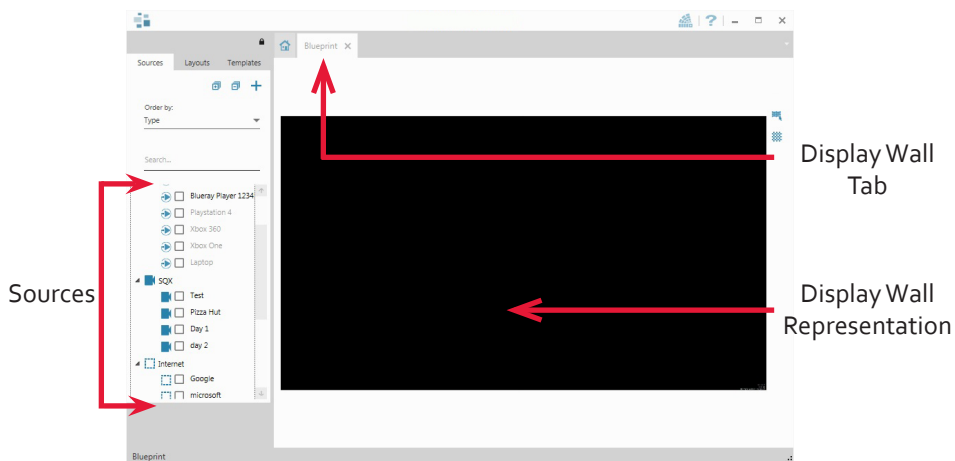 ?
Blueprint
Sources Layouts Templates
Order by:
Type
Search...
Blueray Player 1234
Playstation 4
Xbox 360
Xbox One
Laptop
SQX
Test
Pizza Hut
Day 1
day 2
Internet
Google
microsoft
Blueprint
Sources
Display Wall
Tab
Display Wall
Representation